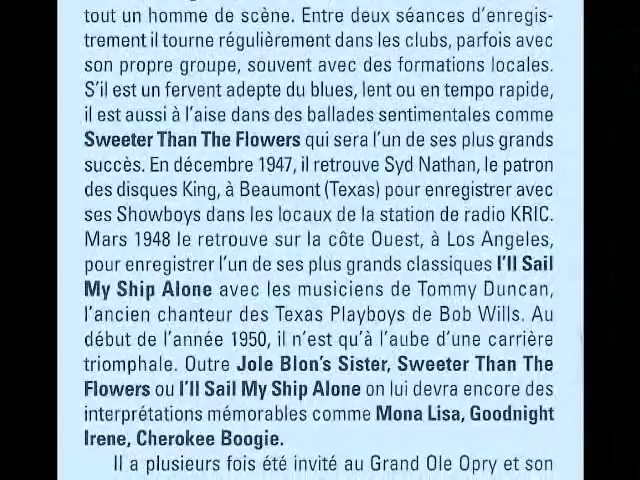 tout un homme de scène. Entre deux séances d'enregis-
trement il tourne régulièrement dans les clubs, parfois avec
son propre groupe, souvent avec des formations locales.
S'il est un fervent adepte du blues, lent ou en tempo rapide,
il est aussi à l'aise dans des ballades sentimentales comme
Sweeter Than The Flowers qui sera l'un de ses plus grands
succès. En décembre 1947, il retrouve Syd Nathan, le patron
des disques King, à Beaumont (Texas) pour enregistrer avec
ses Showboys dans les locaux de la station de radio KRIC.
Mars 1948 le retrouve sur la côte Ouest, à Los Angeles,
pour enregistrer l'un de ses plus grands classiques I'll Sail
My Ship Alone avec les musiciens de Tommy Duncan,
l'ancien chanteur des Texas Playboys de Bob Wills. Au
début de l'année 1950, il n'est qu'à l'aube d'une carrière
triomphale. Outre Jole Blon's Sister, Sweeter Than The
Flowers ou I'll Sail My Ship Alone on lui devra encore des
interprétations mémorables comme Mona Lisa, Goodnight
Irene, Cherokee Boogie.
Il a plusieurs fois été invité au Grand Ole Opry et son